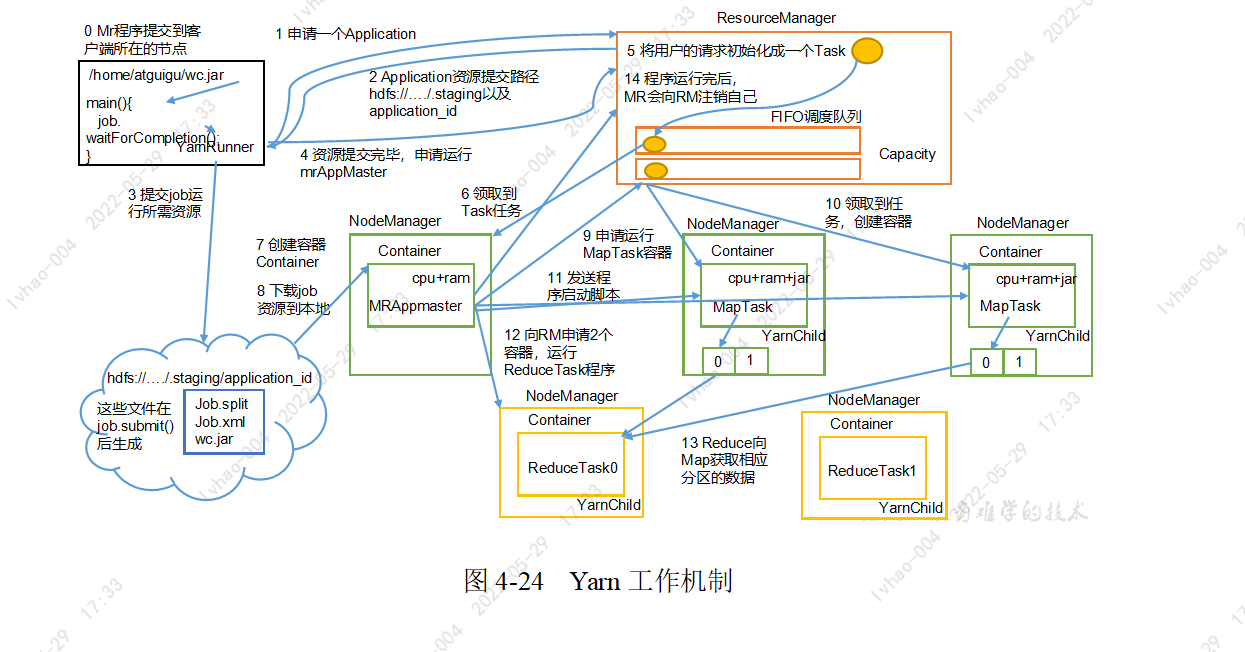 ResourceManager
0 Mr程序提交到客
户端所在的节点
1 申请一个Application
/home/atguigu/wc.jar
main(){
job.
waitForCompletion();
}
YarnRunner
2 Application资源提交路径
hdfs://…./.staging以及
application_id
5 将用户的请求初始化成一个Task
14 程序运行完后，
MR会向RM注销自己
FIFO调度队列
Capacity
4 资源提交完毕，申请运行
mrAppMaster
3 提交job运
行所需资源
6 领取到
Task任务
10 领取到任
务，创建容器
NodeManager
Container
cpu+ram
MRAppmaster
7 创建容器
Container
8 下载job
资源到本地
9 申请运行
MapTask容器
11 发送程
序启动脚本
NodeManager
Container
cpu+ram+jar
MapTask
YarnChild
0
1
NodeManager
Container
cpu+ram+jar
MapTask
YarnChild
0
1
12 向RM申请2个
容器，运行
ReduceTask程序
hdfs://…./.staging/application_id
这些文件在
job.submit()
后生成
Job.split
Job.xml
wc.jar
NodeManager
Container
ReduceTask0
YarnChild
13 Reduce向
Map获取相应
分区的数据
NodeManager
Container
ReduceTask1
YarnChild
难学的技术
图 4-24 Yarn 工作机制
lvhao-004 2022-05-29 17:33